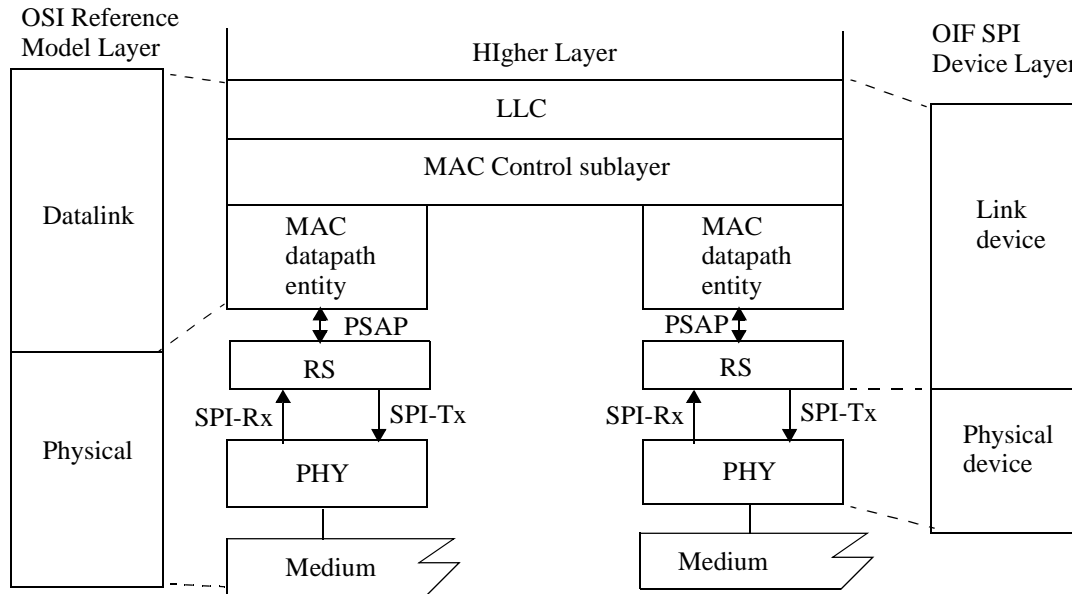 OSI Reference
Model Layer
OIF SPI
Device Layer
HIgher Layer
LLC
MAC Control sublayer
Datalink
MAC
datapath
entity
MAC
datapath
entity
Link
device
PSAP
PSAP
RS
RS
SPI-Rx
SPI-Tx
SPI-Rx
SPI-Tx
Physical
PHY
PHY
Physical
device
Medium
Medium